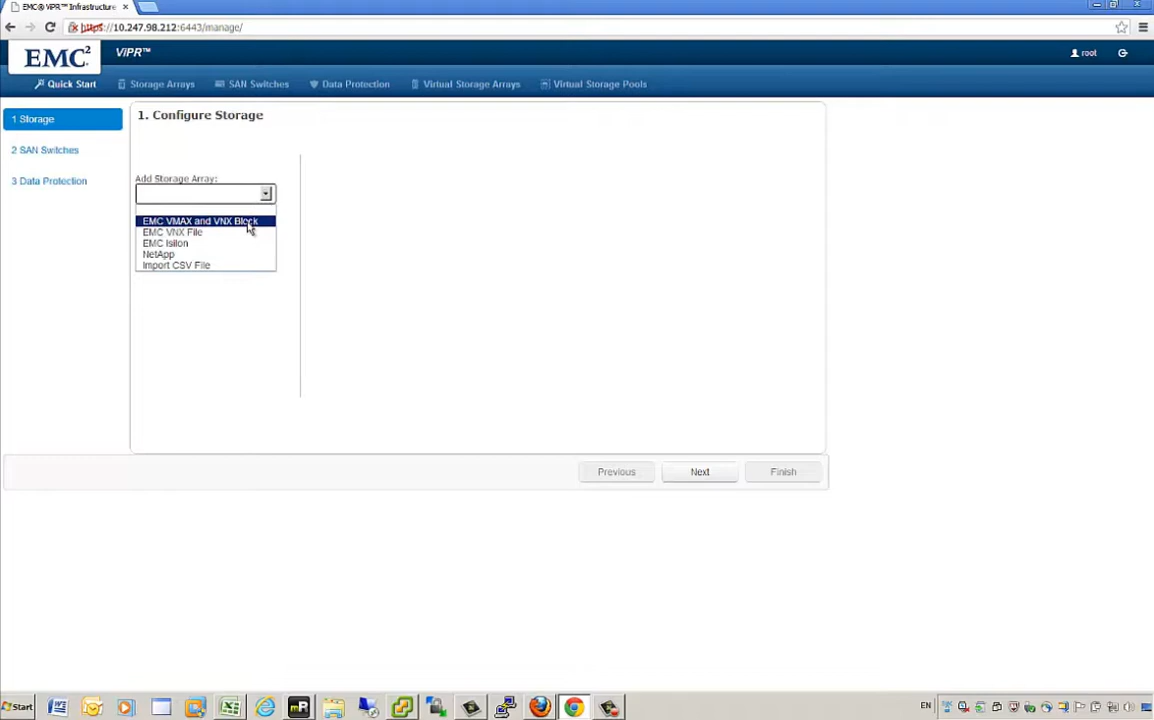 EMC® ViPR™ Infrastructure
https://10.247.98.212:6443/manage/
EMC²
ViPR™
root
Quick Start
Storage Arrays
SAN Switches
Data Protection
Virtual Storage Arrays
Virtual Storage Pools
1 Storage
2 SAN Switches
3 Data Protection
1. Configure Storage
Add Storage Array:
EMC VMAX and VNX Block
EMC VNX File
EMC Isilon
NetApp
Import CSV File
Previous
Next
Finish
Start
mR
EN